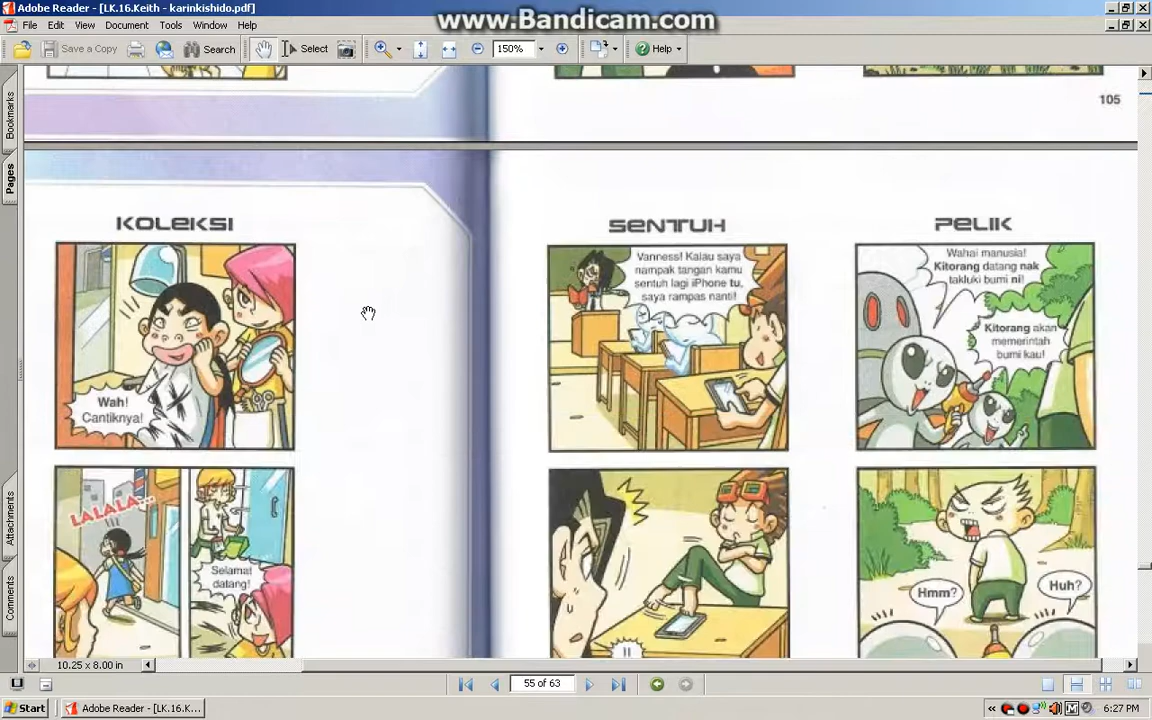 Adobe Reader - [LK.16.Keith - karinkishido.pdf]
www.Bandicam.com
File Edit View Document Tools Window Help
Save a Copy Search Select 150% Help
Bookmarks
Pages
Attachments
Comments
105
KOLEKSI
Wah!
Cantiknya!
LALALA...
Selamat
datang!
SENTUH
Vanness! Kalau saya
nampak tangan kamu
sentuh lagi iPhone tu,
saya rampas nanti!
PELIK
Wahai manusia!
Kitorang datang nak
takluki bumi ni!
Kitorang akan
memerintah
bumi kau!
Hmm?
Huh?
10.25 x 8.00 in
55 of 63
Start Adobe Reader - [LK.16.K... 6:27 PM